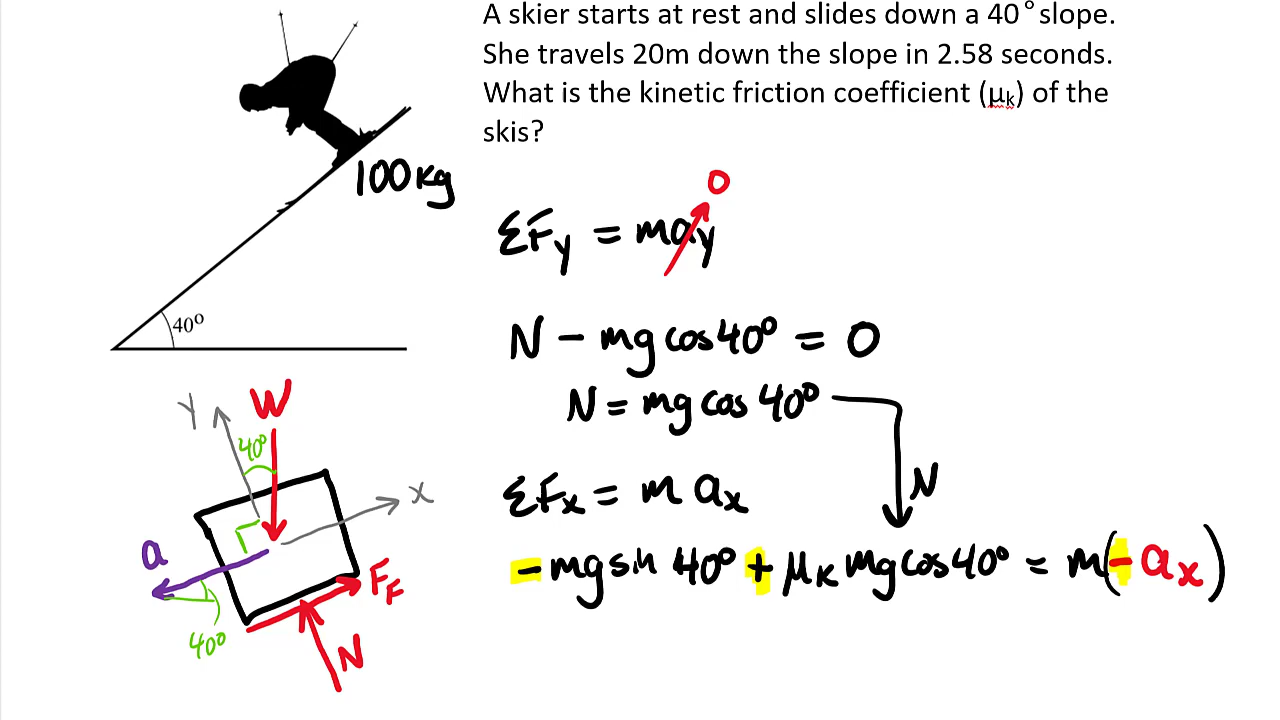 A skier starts at rest and slides down a 40° slope.
She travels 20m down the slope in 2.58 seconds.
What is the kinetic friction coefficient (μk) of the
skis?
100kg
40°
0
ΣFy = may
N - mg cos 40° = 0
N = mg cos 40°
N
ΣFx = m ax
-mg sin 40° + μk mg cos 40° = m(-ax)
Y
W
40°
X
a
FF
40°
N